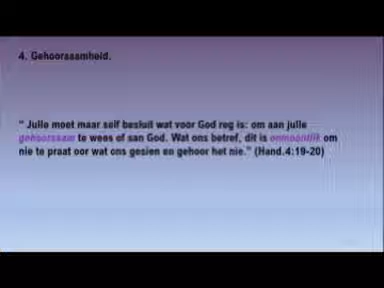 4. Gehoorsaamheid.
" Julle moet maar self besluit wat voor God reg is: om aan julle
gehoorsaam te wees of aan God. Wat ons betref, dit is onmoontlik om
nie te praat oor wat ons gesien en gehoor het nie." (Hand.4:19-20)